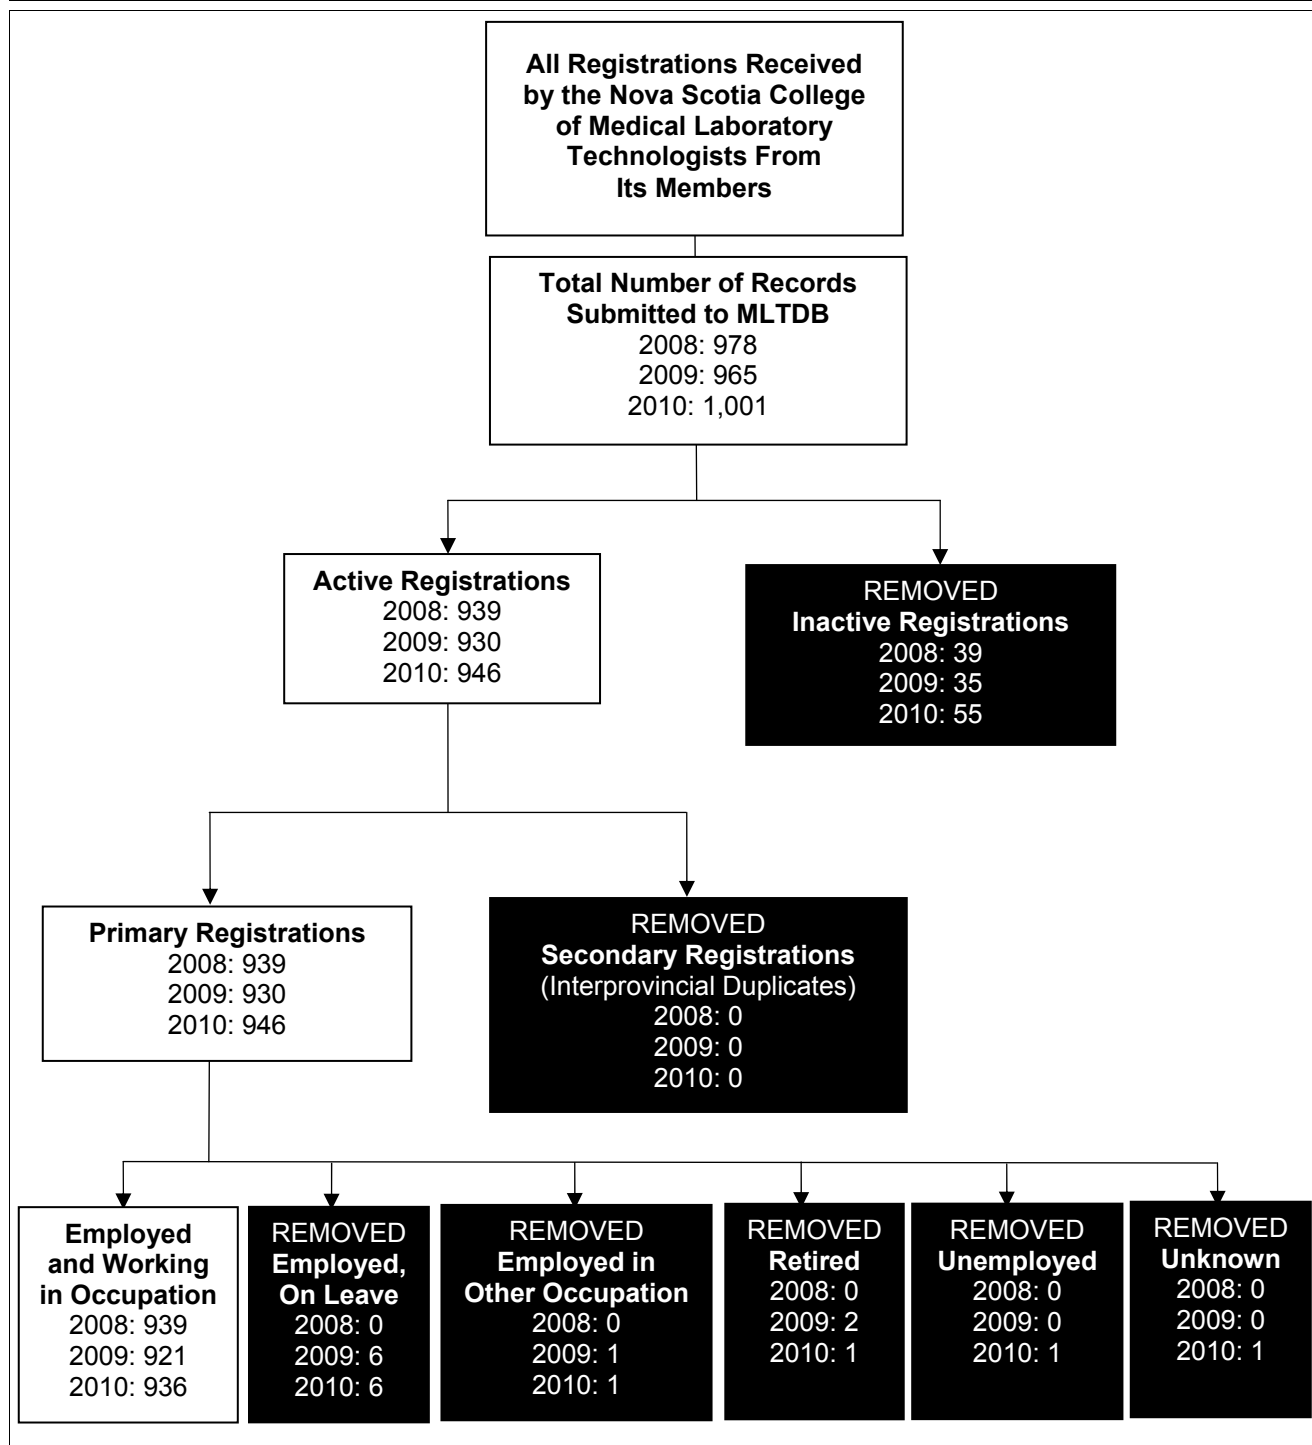 All Registrations Received
by the Nova Scotia College
of Medical Laboratory
Technologists From
Its Members
Total Number of Records
Submitted to MLTDB
2008: 978
2009: 965
2010: 1,001
Active Registrations
2008: 939
2009: 930
2010: 946
REMOVED
Inactive Registrations
2008: 39
2009: 35
2010: 55
Primary Registrations
2008: 939
2009: 930
2010: 946
REMOVED
Secondary Registrations
(Interprovincial Duplicates)
2008: 0
2009: 0
2010: 0
Employed
and Working
in Occupation
2008: 939
2009: 921
2010: 936
REMOVED
Employed,
On Leave
2008: 0
2009: 6
2010: 6
REMOVED
Employed in
Other Occupation
2008: 0
2009: 1
2010: 1
REMOVED
Retired
2008: 0
2009: 2
2010: 1
REMOVED
Unemployed
2008: 0
2009: 0
2010: 1
REMOVED
Unknown
2008: 0
2009: 0
2010: 1